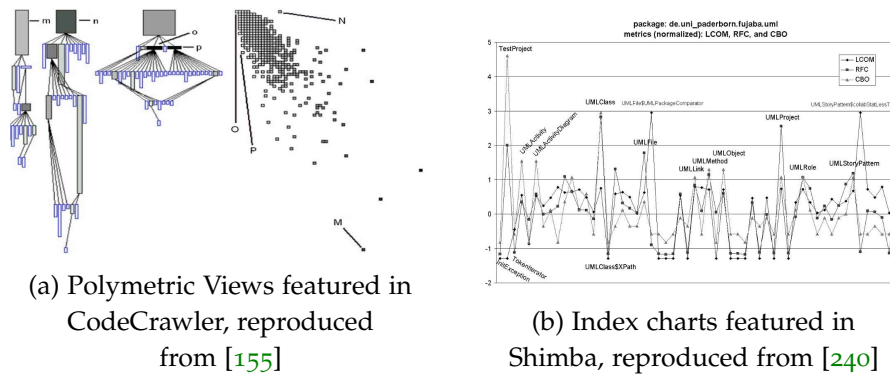 m
n
o
p
N
O
P
M
(a) Polymetric Views featured in
CodeCrawler, reproduced
from [155]
package: de.uni_paderborn.fujaba.uml
metrics (normalized): LCOM, RFC, and CBO
5
4
3
2
1
0
-1
-2
LCOM
RFC
CBO
TestProject
UMLClass
UMLFile$UMLPackageComparator
UMLStoryPattern$collabStatLessT
UMLActivity
UMLActivityDiagram
UMLFile
UMLLink
UMLMethod
UMLObject
UMLProject
UMLRole
UMLStoryPattern
TokenIterator
InitException
UMLClass$XPath
(b) Index charts featured in
Shimba, reproduced from [240]